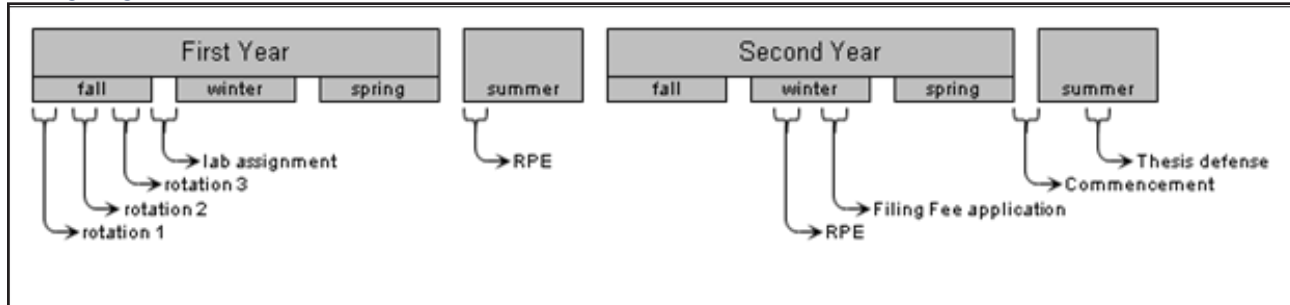 First Year
Second Year
fall
winter
spring
summer
fall
winter
spring
summer
lab assignment
RPE
Thesis defense
rotation 3
Commencement
rotation 2
Filing Fee application
rotation 1
RPE